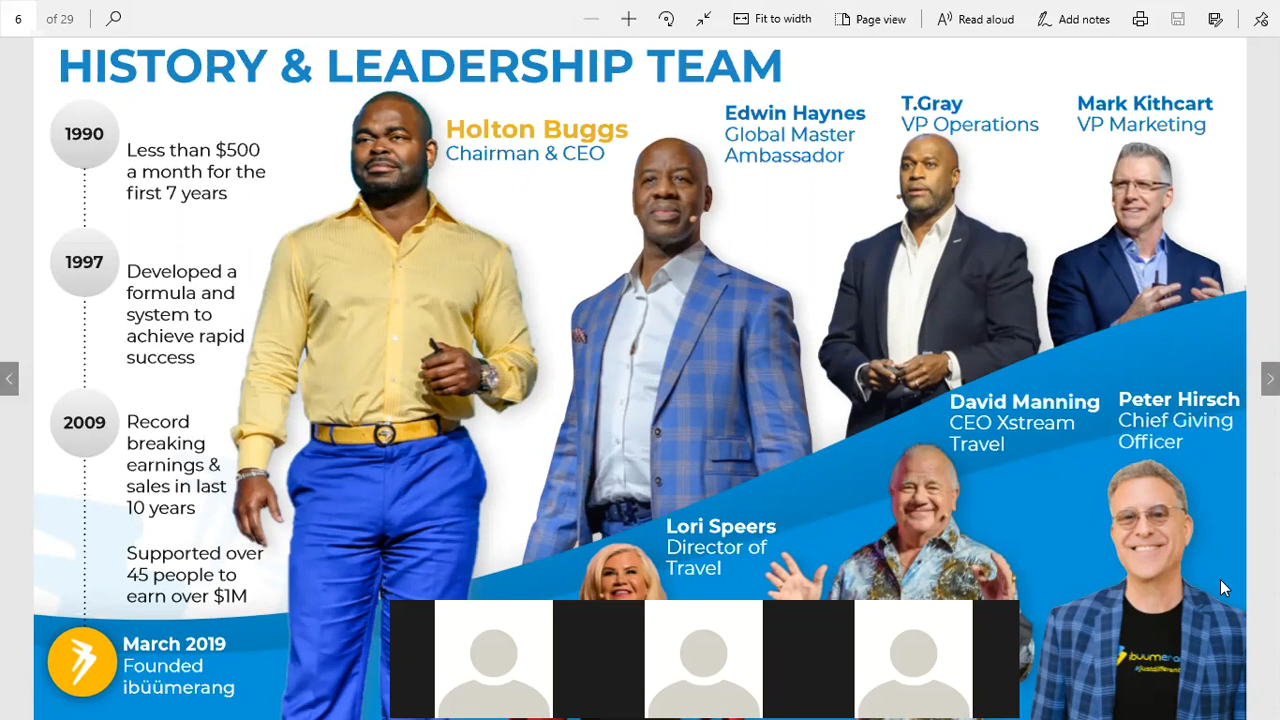 6
of 29
Fit to width
Page view
Read aloud
Add notes
HISTORY & LEADERSHIP TEAM
1990
Less than $500
a month for the
first 7 years
1997
Developed a
formula and
system to
achieve rapid
success
2009
Record
breaking
earnings &
sales in last
10 years
Supported over
45 people to
earn over $1M
March 2019
Founded
ibüümerang
Holton Buggs
Chairman & CEO
Edwin Haynes
Global Master
Ambassador
T.Gray
VP Operations
Mark Kithcart
VP Marketing
Lori Speers
Director of
Travel
David Manning
CEO Xstream
Travel
Peter Hirsch
Chief Giving
Officer
ibuumerang
#justdifferent